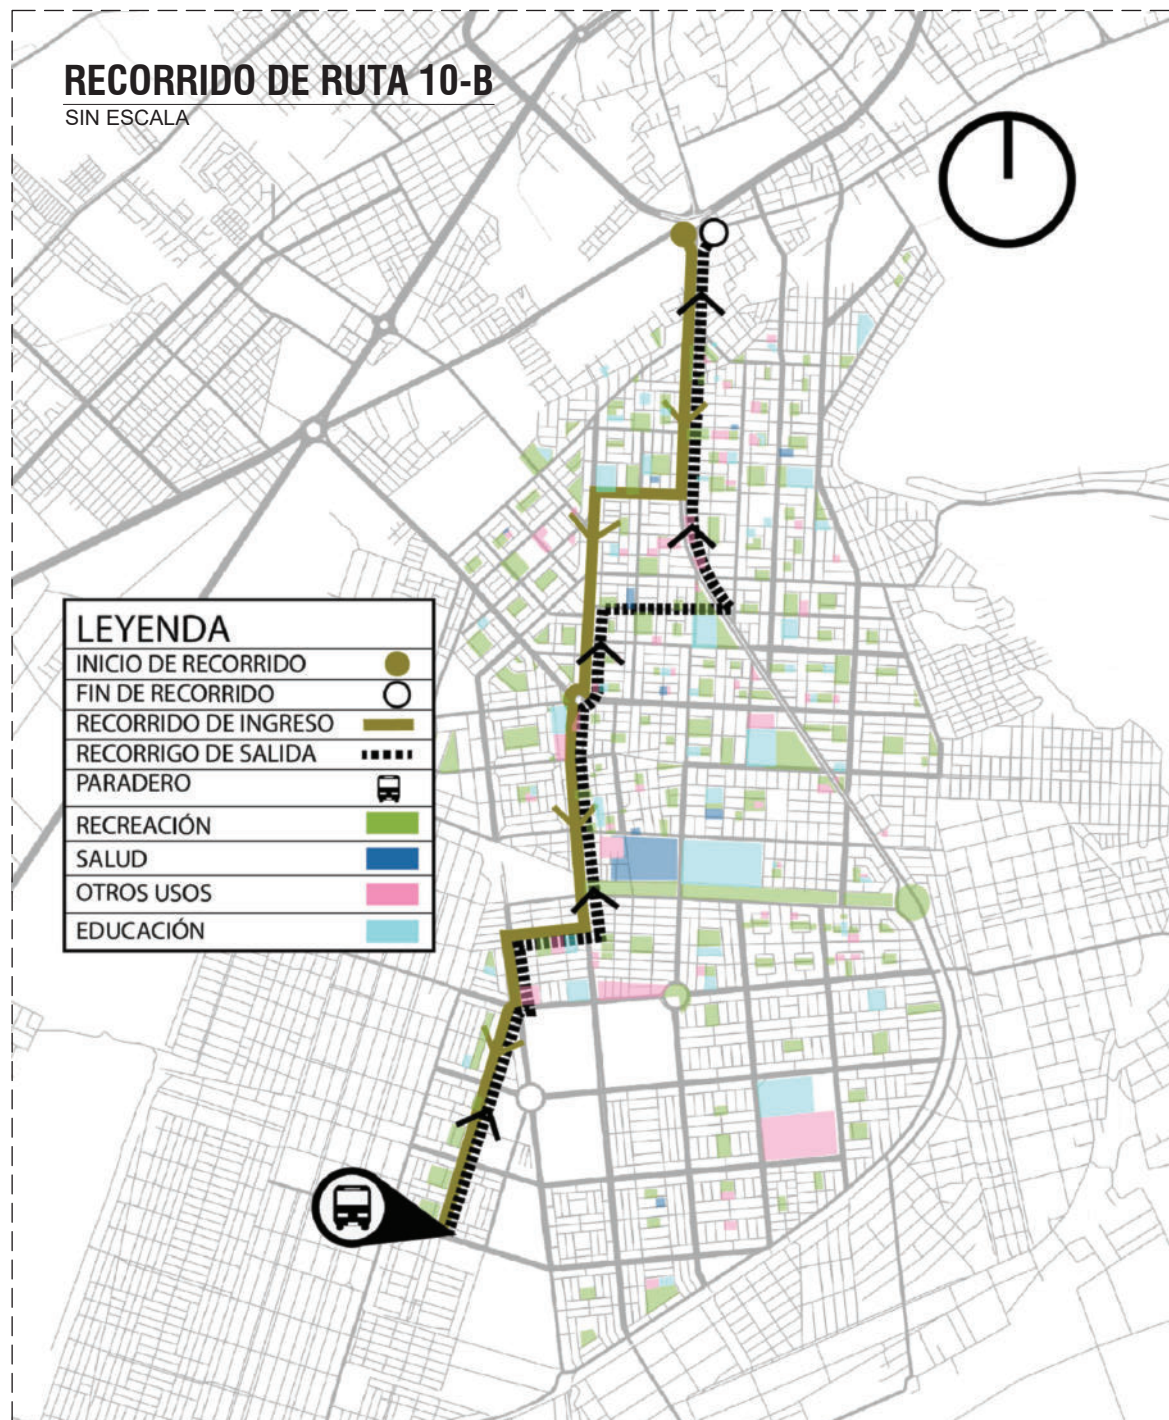 RECORRIDO DE RUTA 10-B
SIN ESCALA
LEYENDA
INICIO DE RECORRIDO
FIN DE RECORRIDO
RECORRIDO DE INGRESO
RECORRIGO DE SALIDA
PARADERO
RECREACIÓN
SALUD
OTROS USOS
EDUCACIÓN